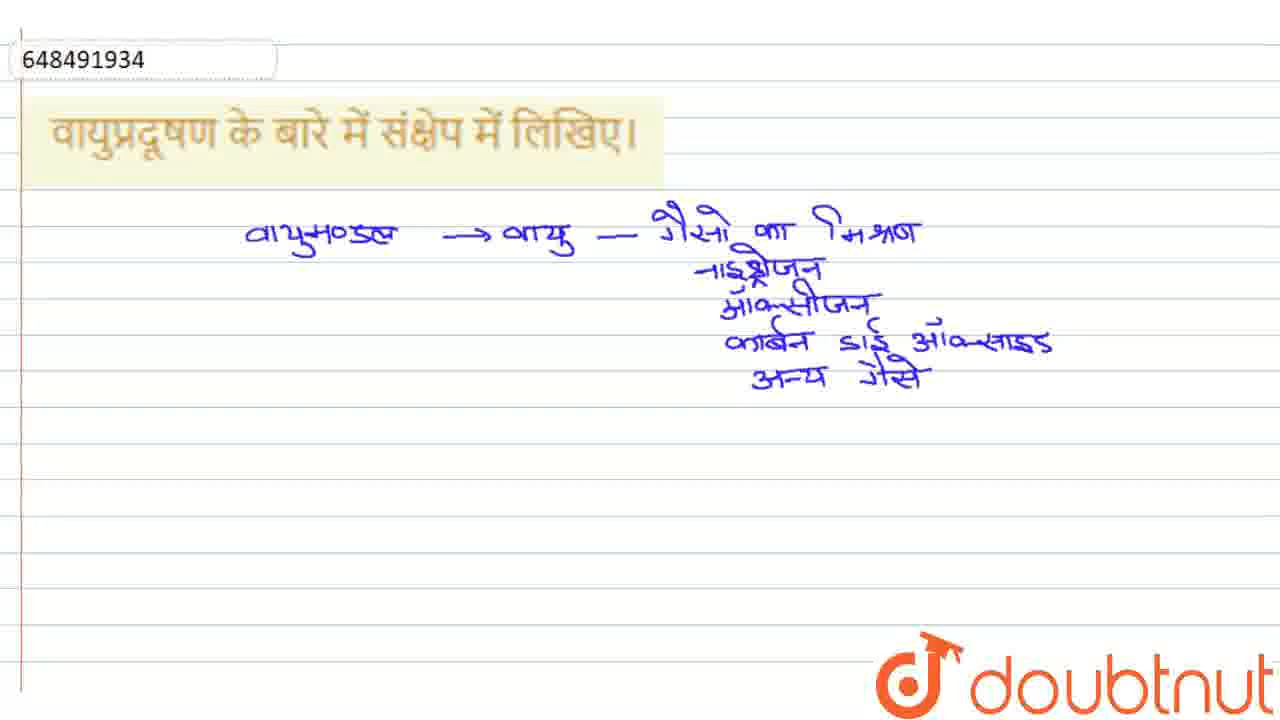 648491934
वायुप्रदूषण के बारे में संक्षेप में लिखिए।
वायुमण्डल → वायु — गैसो का मिश्रण
नाइट्रोजन
ऑक्सीजन
कार्बन डाई ऑक्साइड
अन्य गैसे
doubtnut